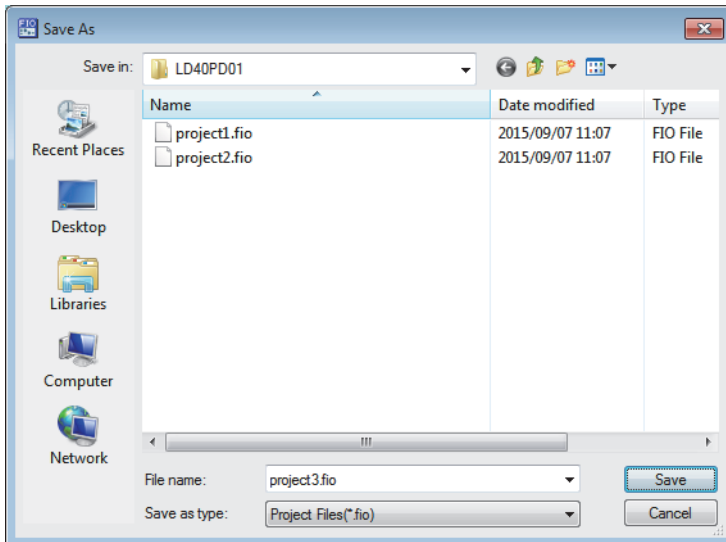 FIO
Save As
Save in: LD40PD01
Name Date modified Type
project1.fio 2015/09/07 11:07 FIO File
project2.fio 2015/09/07 11:07 FIO File
Recent Places
Desktop
Libraries
Computer
Network
File name: project3.fio Save
Save as type: Project Files(*.fio) Cancel